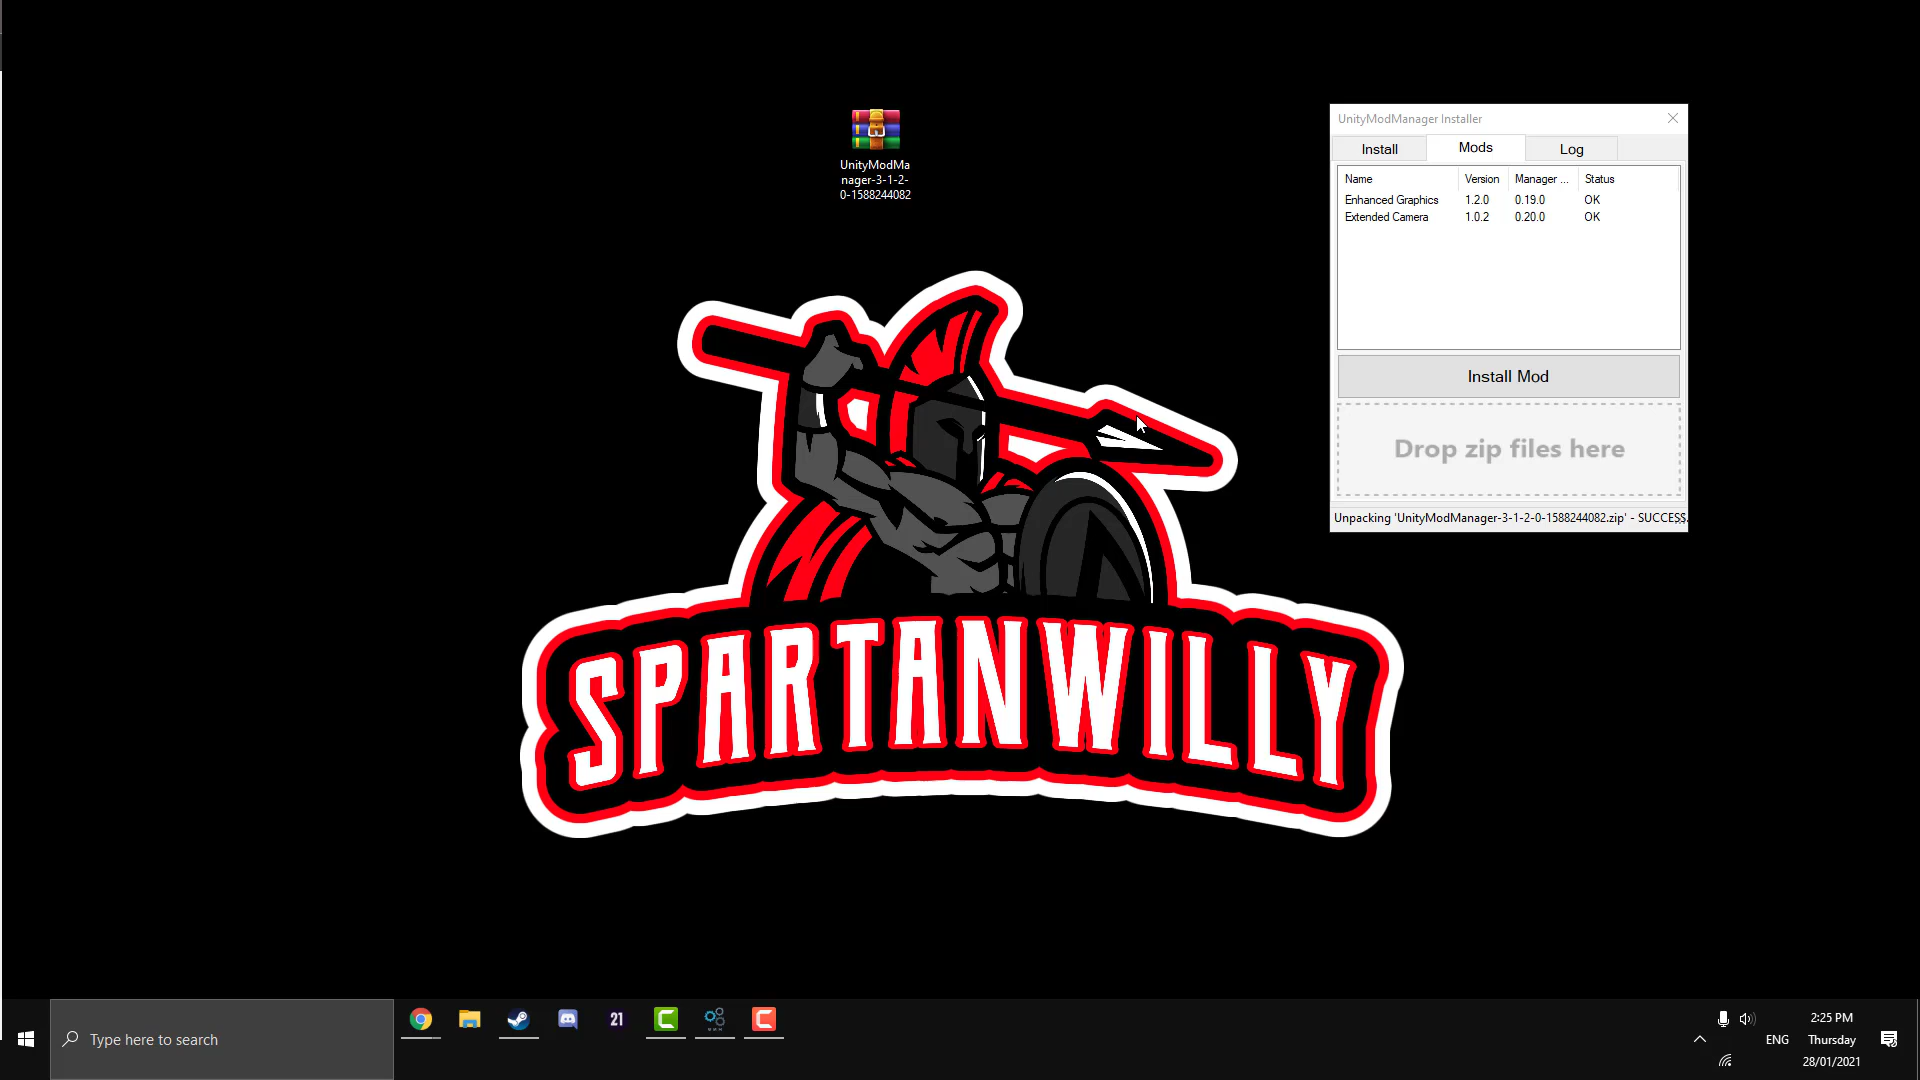 UnityModMa
nager-3-1-2-
0-1588244082
UnityModManager Installer
Install
Mods
Log
Name Version Manager ... Status
Enhanced Graphics 1.2.0 0.19.0 OK
Extended Camera 1.0.2 0.20.0 OK
Install Mod
Drop zip files here
Unpacking 'UnityModManager-3-1-2-0-1588244082.zip' - SUCCESS.
SPARTANWILLY
Type here to search
21
ENG
2:25 PM
Thursday
28/01/2021